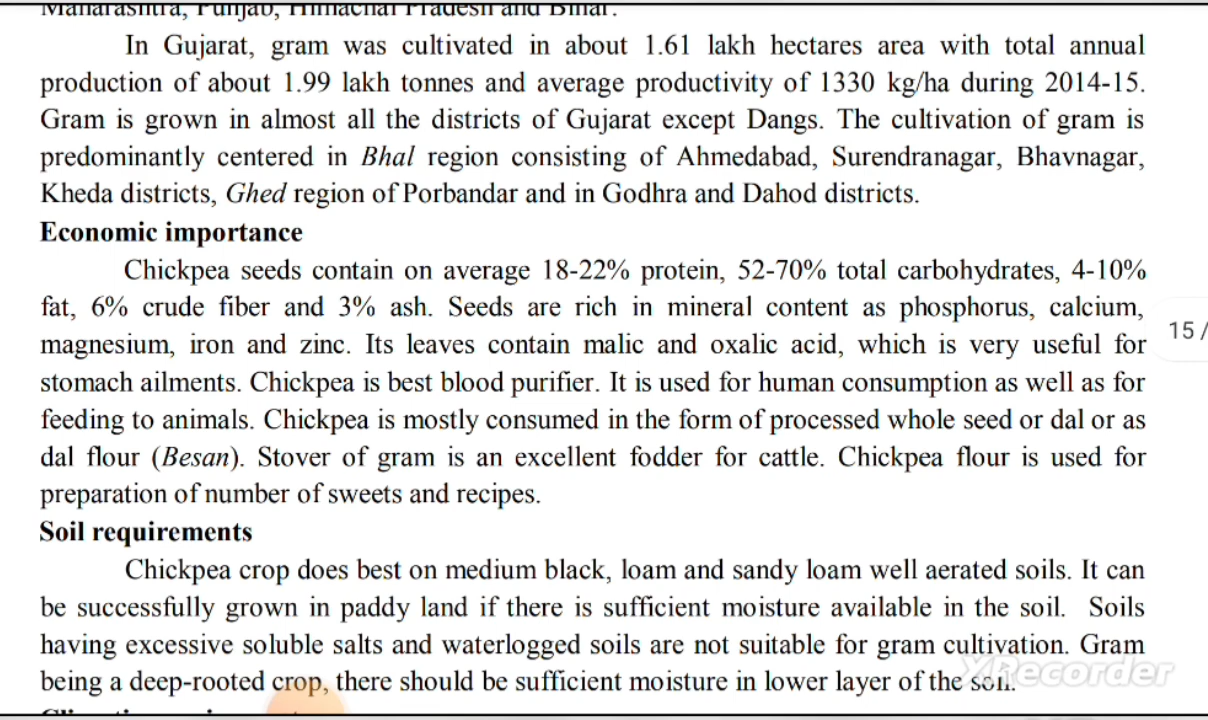 Maharashtra, Punjab, Himachal Pradesh and Bihar.
In Gujarat, gram was cultivated in about 1.61 lakh hectares area with total annual
production of about 1.99 lakh tonnes and average productivity of 1330 kg/ha during 2014-15.
Gram is grown in almost all the districts of Gujarat except Dangs. The cultivation of gram is
predominantly centered in Bhal region consisting of Ahmedabad, Surendranagar, Bhavnagar,
Kheda districts, Ghed region of Porbandar and in Godhra and Dahod districts.
Economic importance
Chickpea seeds contain on average 18-22% protein, 52-70% total carbohydrates, 4-10%
fat, 6% crude fiber and 3% ash. Seeds are rich in mineral content as phosphorus, calcium,
magnesium, iron and zinc. Its leaves contain malic and oxalic acid, which is very useful for
stomach ailments. Chickpea is best blood purifier. It is used for human consumption as well as for
feeding to animals. Chickpea is mostly consumed in the form of processed whole seed or dal or as
dal flour (Besan). Stover of gram is an excellent fodder for cattle. Chickpea flour is used for
preparation of number of sweets and recipes.
Soil requirements
Chickpea crop does best on medium black, loam and sandy loam well aerated soils. It can
be successfully grown in paddy land if there is sufficient moisture available in the soil. Soils
having excessive soluble salts and waterlogged soils are not suitable for gram cultivation. Gram
being a deep-rooted crop, there should be sufficient moisture in lower layer of the soil.
15/
XRecorder